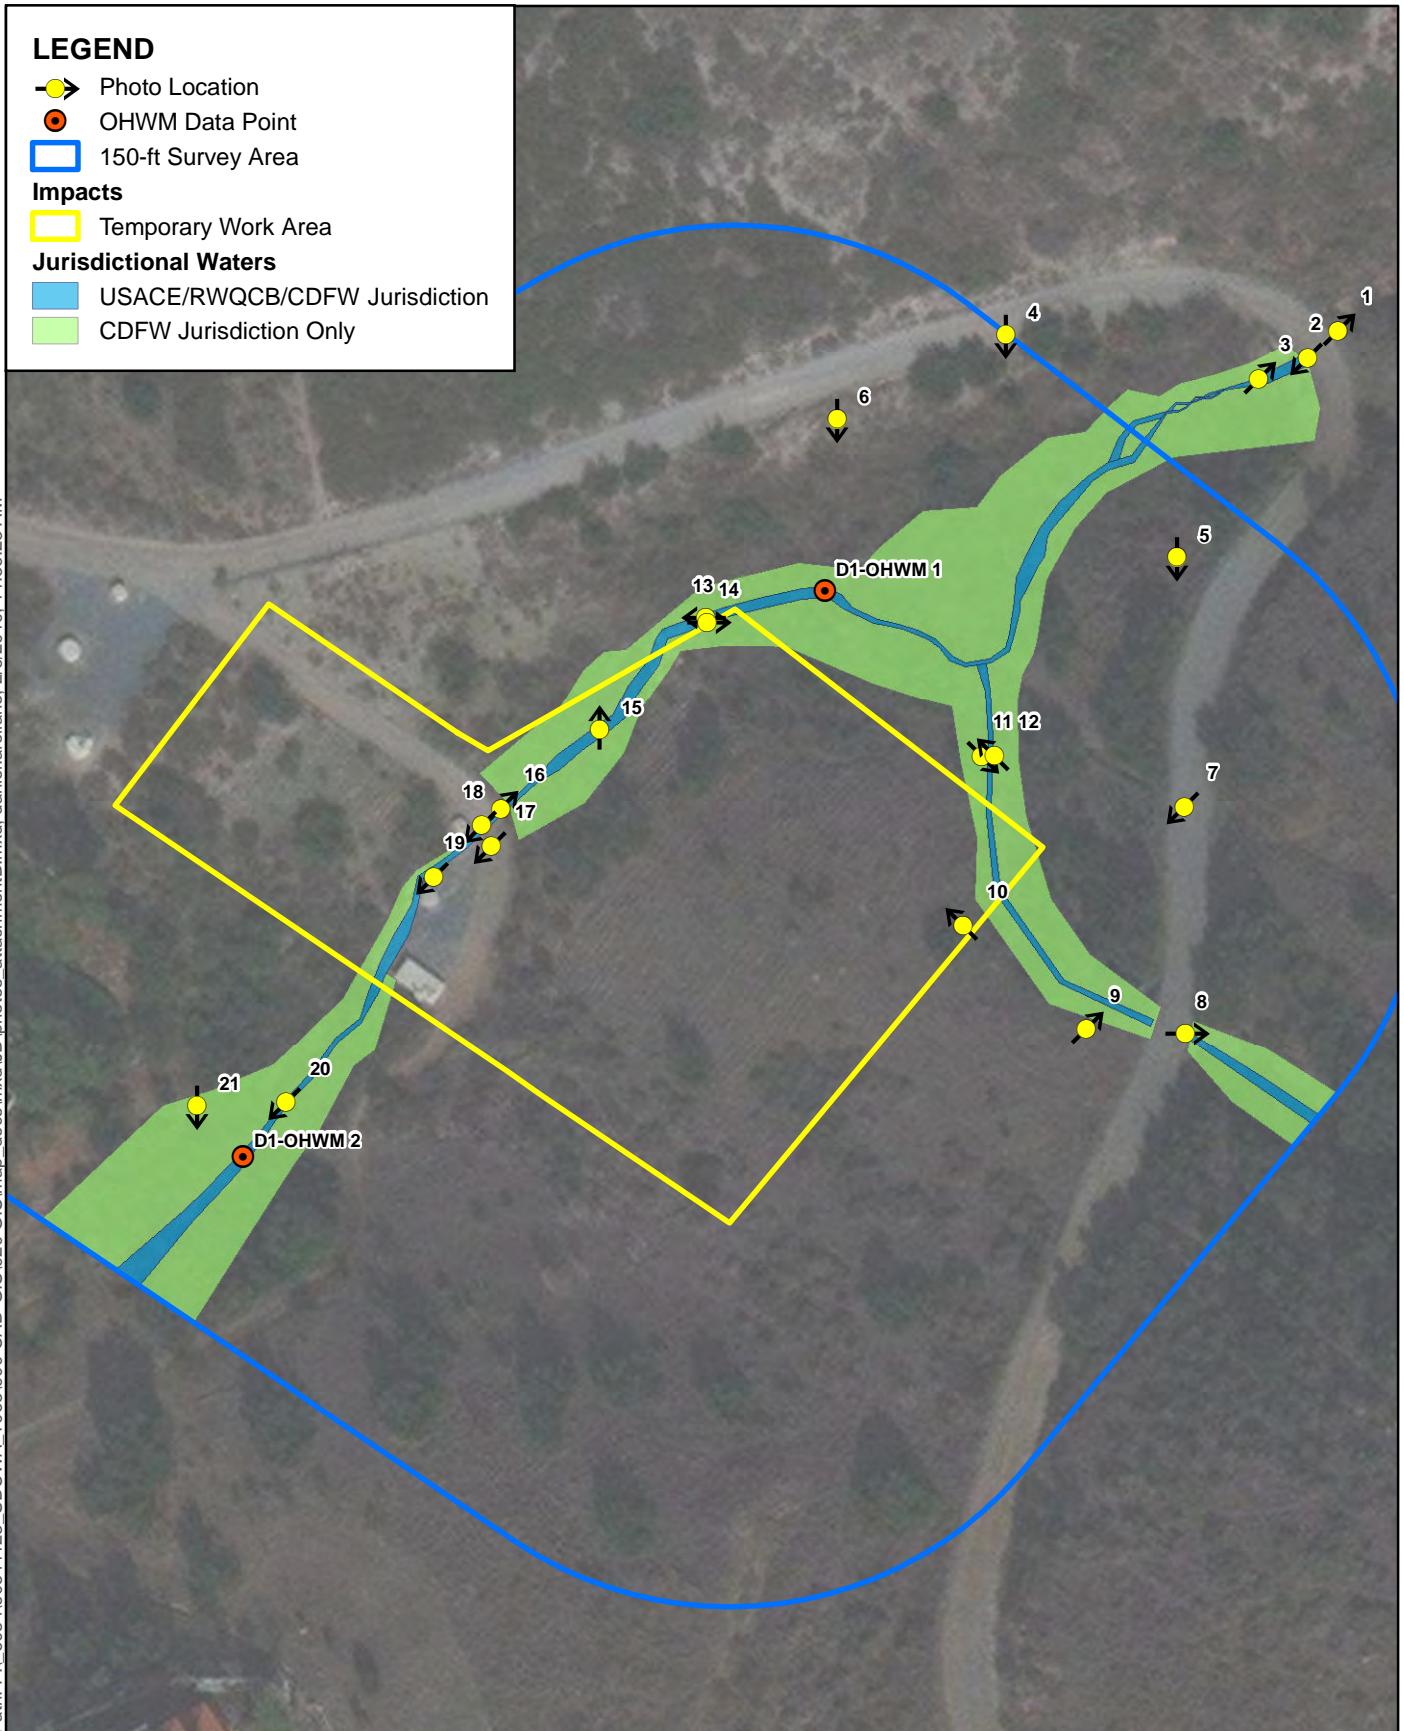 LEGEND
Photo Location
OHWM Data Point
150-ft Survey Area
Impacts
Temporary Work Area
Jurisdictional Waters
USACE/RWQCB/CDFW Jurisdiction
CDFW Jurisdiction Only
1
2
3
4
6
5
D1-OHWM 1
13 14
15
11 12
16
18
17
7
19
10
9
8
20
21
D1-OHWM 2